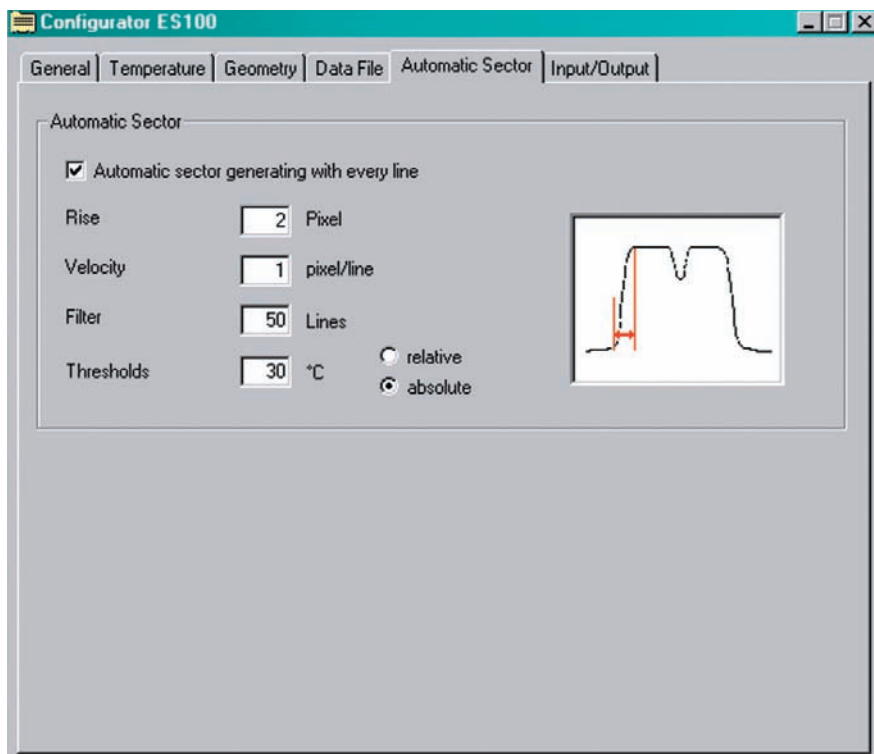 Configurator ES100
General Temperature Geometry Data File Automatic Sector Input/Output
Automatic Sector
Automatic sector generating with every line
Rise 2 Pixel
Velocity 1 pixel/line
Filter 50 Lines
Thresholds 30 °C
relative
absolute